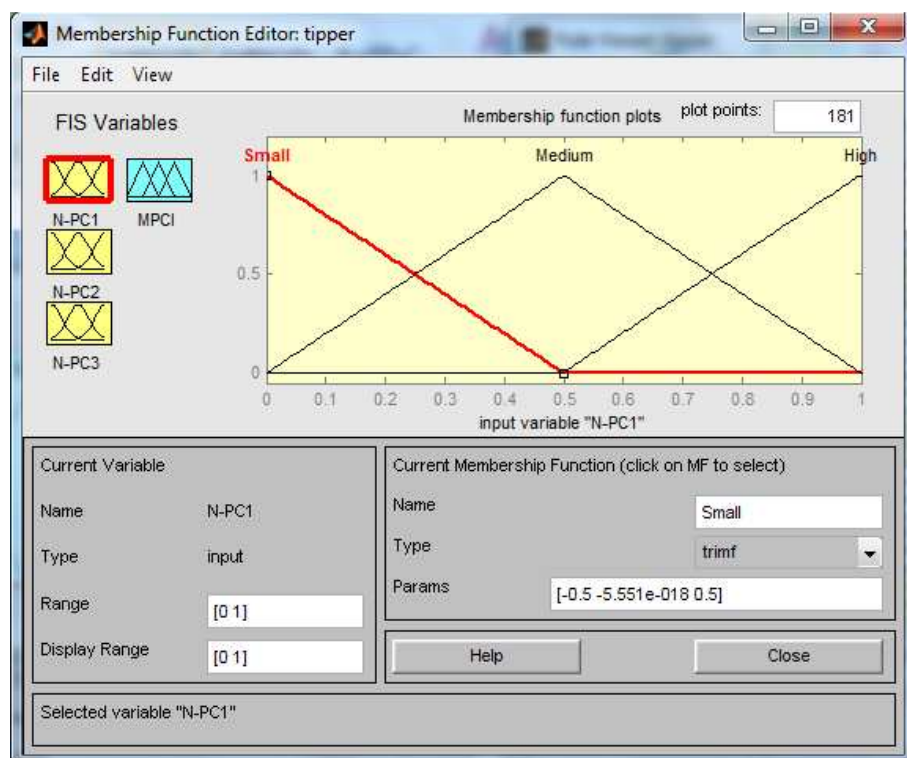 Membership Function Editor: tipper
File Edit View
FIS Variables
N-PC1 MPCI
N-PC2
N-PC3
Membership function plots plot points: 181
Small Medium High
1
0.5
0
0 0.1 0.2 0.3 0.4 0.5 0.6 0.7 0.8 0.9 1
input variable "N-PC1"
Current Variable
Name N-PC1
Type input
Range [0 1]
Display Range [0 1]
Current Membership Function (click on MF to select)
Name Small
Type trimf
Params [-0.5 -5.551e-018 0.5]
Help Close
Selected variable "N-PC1"